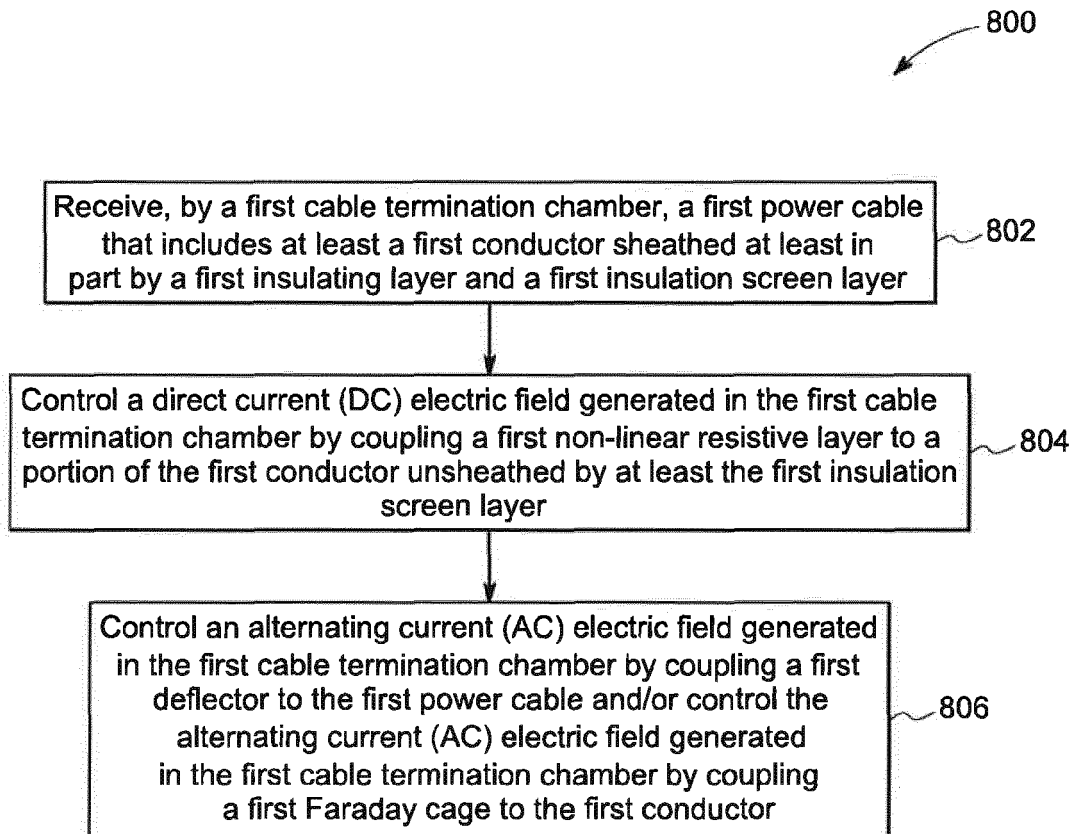 800
Receive, by a first cable termination chamber, a first power cable
that includes at least a first conductor sheathed at least in
part by a first insulating layer and a first insulation screen layer
802
Control a direct current (DC) electric field generated in the first cable
termination chamber by coupling a first non-linear resistive layer to a
portion of the first conductor unsheathed by at least the first insulation
screen layer
804
Control an alternating current (AC) electric field generated
in the first cable termination chamber by coupling a first
deflector to the first power cable and/or control the
alternating current (AC) electric field generated
in the first cable termination chamber by coupling
a first Faraday cage to the first conductor
806